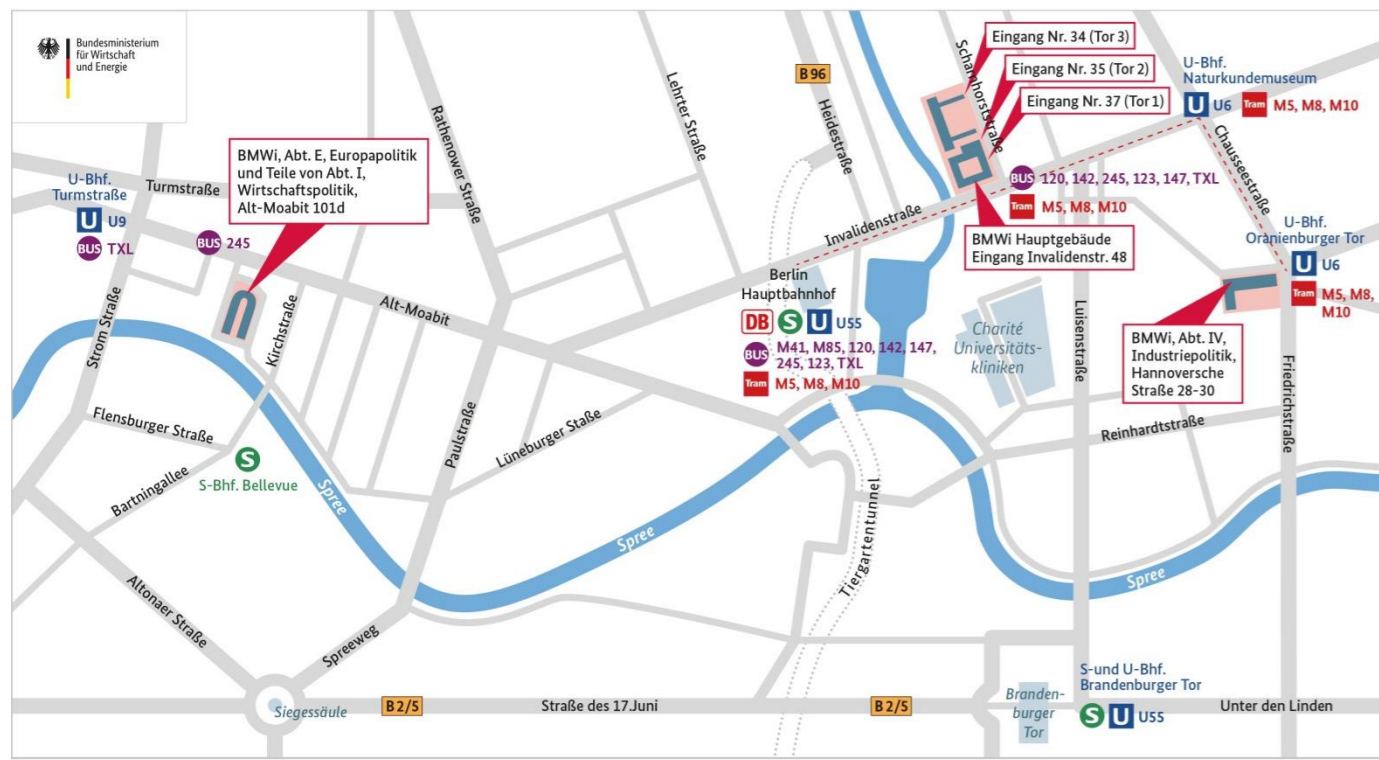 Bundesministerium
für Wirtschaft
und Energie
Eingang Nr. 34 (Tor 3)
Eingang Nr. 35 (Tor 2)
Eingang Nr. 37 (Tor 1)
Scharnhorststraße
B 96
Heidestraße
Lehrter Straße
Rathenower Straße
U-Bhf.
Naturkundemuseum
U U6 Tram M5, M8, M10
Chausseestraße
BMWi, Abt. E, Europapolitik
und Teile von Abt. I,
Wirtschaftspolitik,
Alt-Moabit 101d
U-Bhf.
Turmstraße
U U9
BUS TXL
Turmstraße
BUS 245
BUS 120, 142, 245, 123, 147, TXL
Tram M5, M8, M10
Invalidenstraße
BMWi Hauptgebäude
Eingang Invalidenstr. 48
U-Bhf.
Oranienburger Tor
U U6
Tram M5, M8,
M10
Berlin
Hauptbahnhof
DB S U U55
BUS M41, M85, 120, 142, 147,
245, 123, TXL
Tram M5, M8, M10
Strom Straße
Kirchstraße
Alt-Moabit
Charité
Universitäts-
kliniken
Luisenstraße
BMWi, Abt. IV,
Industriepolitik,
Hannoversche
Straße 28-30
Friedrichstraße
Flensburger Straße
Paulstraße
Lüneburger Staße
Reinhardtstraße
Bartningallee
S
S-Bhf. Bellevue
Spree
Spree
Tiergartentunnel
Spree
Altonaer Straße
Spreeweg
S-und U-Bhf.
Brandenburger Tor
S U U55
Siegessäule
B 2/5
Straße des 17.Juni
B 2/5
Branden-
burger
Tor
Unter den Linden